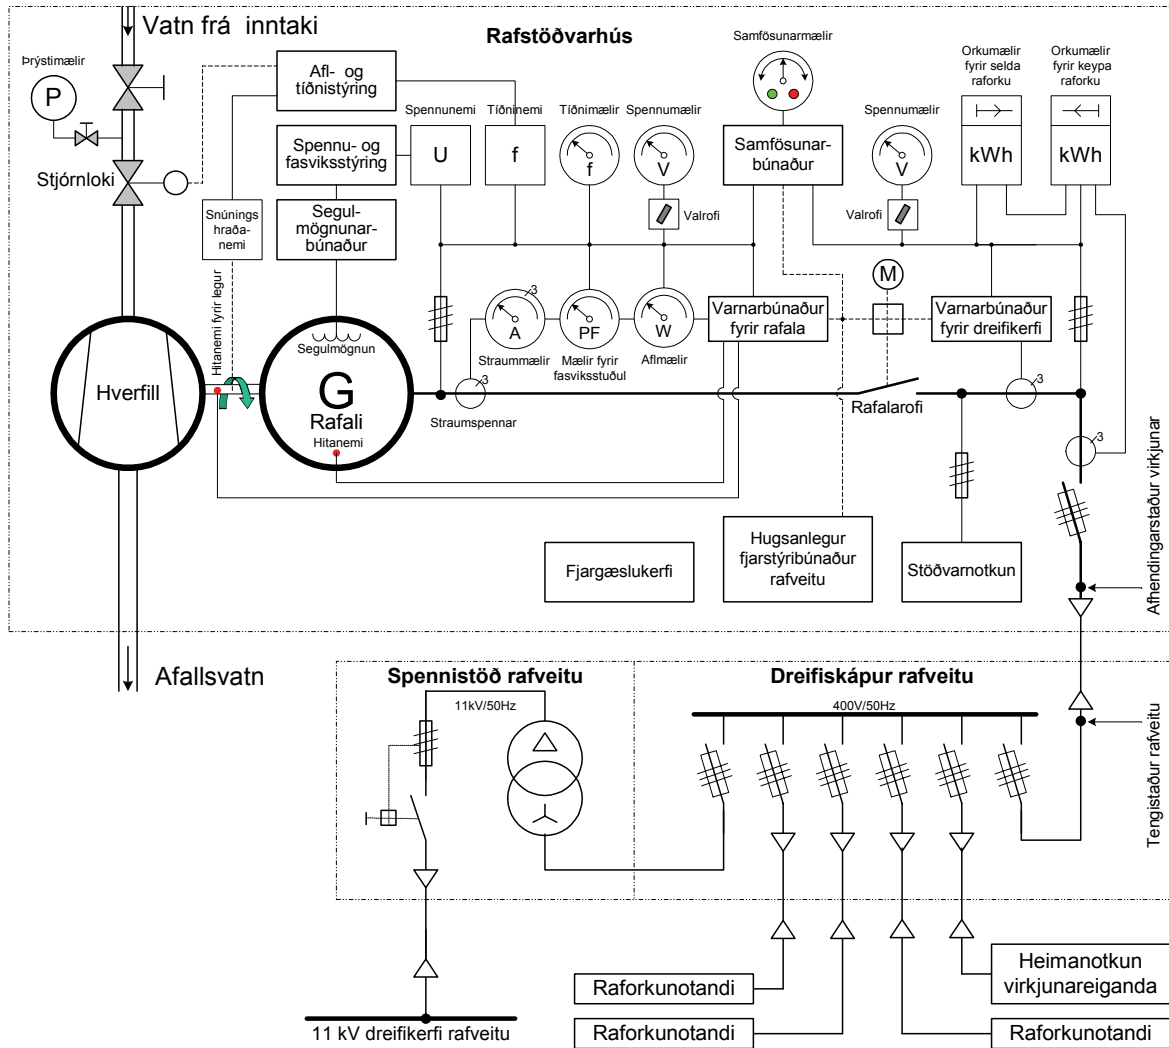 Vatn frá inntaki
Rafstöðvarhús
Samfösunarmælir
Orkumælir
fyrir selda
raforku
Orkumælir
fyrir keypa
raforku
Þrýstimælir
P
Afl- og
tíðnistýring
Spennunemi
Tíðninemi
Tíðnimælir
Spennumælir
Spennumælir
Spennu- og
fasviksstýring
U
f
f
V
Samfösunar-
búnaður
V
kWh
kWh
Stjórnloki
Snúnings
hraða-
nemi
Segul-
mögnunar-
búnaður
Valrofi
Valrofi
M
Hitanemi fyrir legur
3
A
PF
W
Varnarbúnaður
fyrir rafala
Varnarbúnaður
fyrir dreifikerfi
3
Segulmögnun
Straummælir
Mælir fyrir
fasviksstuðul
Aflmælir
Hverfill
G
Rafali
Hitanemi
3
Straumspennar
Rafalarofi
3
3
Afhendingarstaður virkjunar
Fjargæslukerfi
Hugsanlegur
fjarstýribúnaður
rafveitu
Stöðvarnotkun
Afallsvatn
Spennistöð rafveitu
11kV/50Hz
Dreifiskápur rafveitu
400V/50Hz
Tengistaður rafveitu
Raforkunotandi
Heimanotkun
virkjunareiganda
11 kV dreifikerfi rafveitu
Raforkunotandi
Raforkunotandi